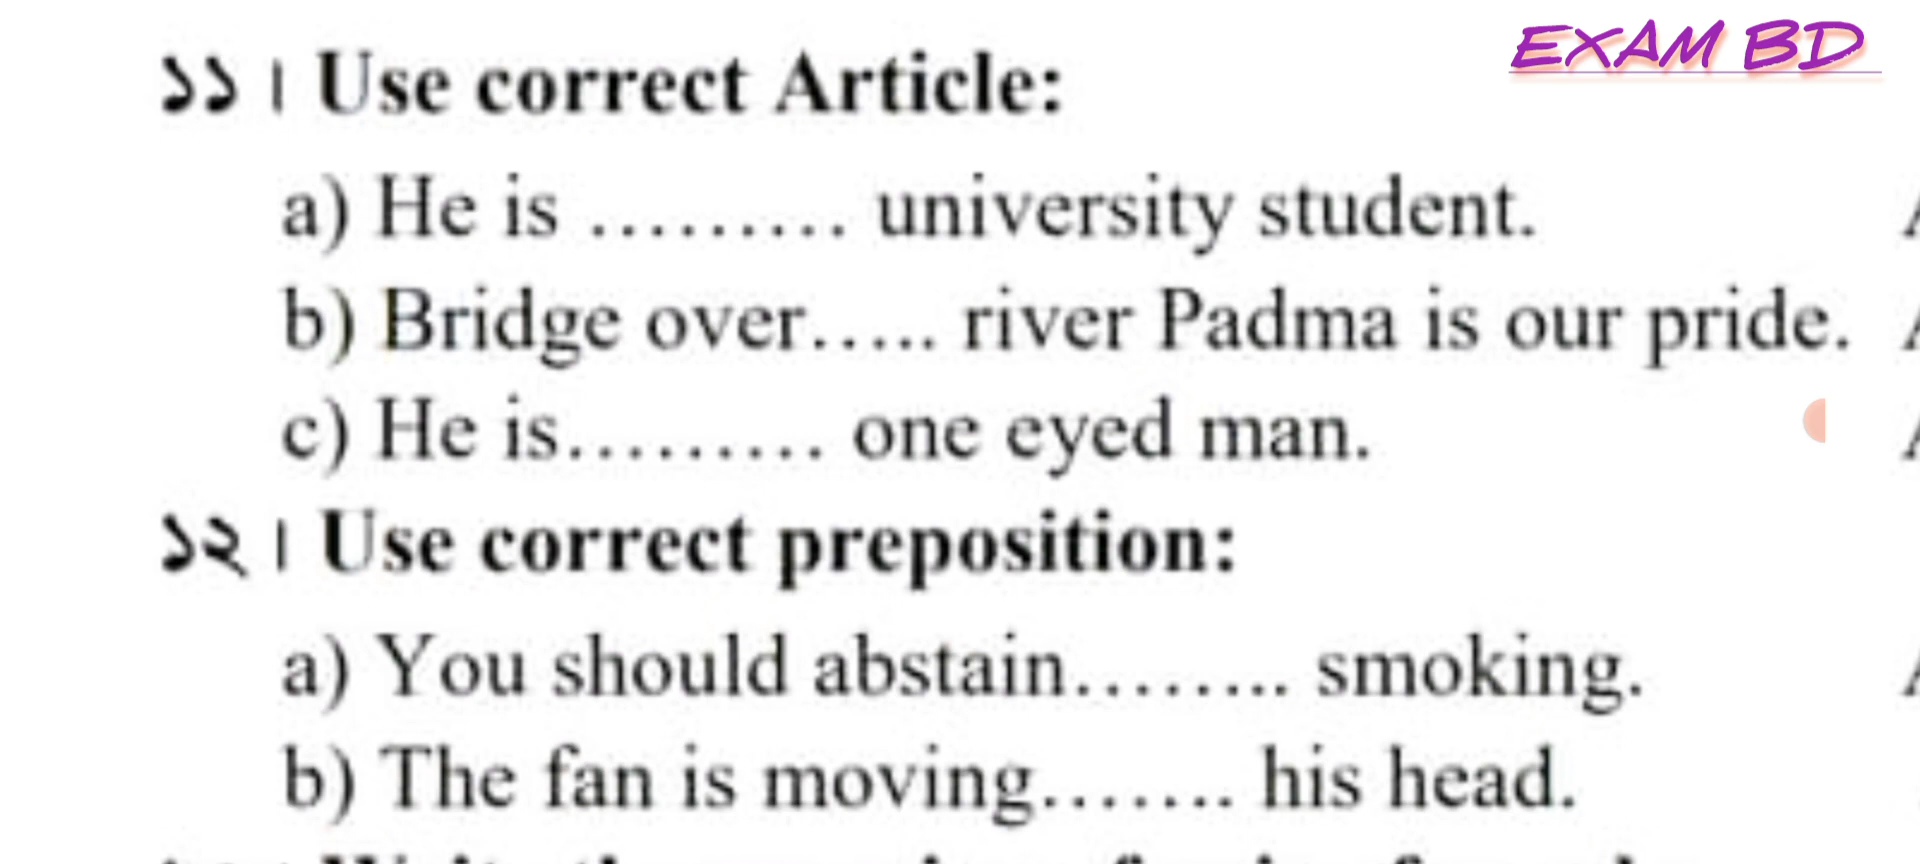 EXAM BD
১১। Use correct Article:
a) He is ......... university student.
b) Bridge over..... river Padma is our pride.
c) He is......... one eyed man.
১২। Use correct preposition:
a) You should abstain........ smoking.
b) The fan is moving....... his head.